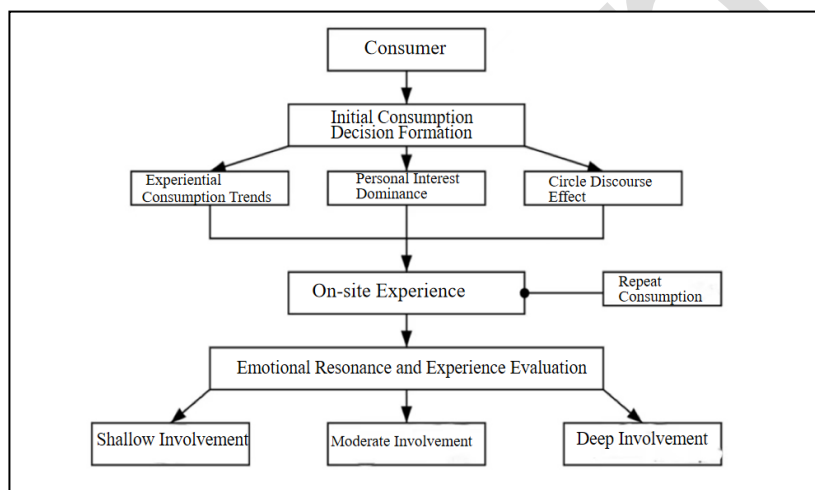 Consumer
Initial Consumption
Decision Formation
Experiential
Consumption Trends
Personal Interest
Dominance
Circle Discourse
Effect
On-site Experience
Repeat
Consumption
Emotional Resonance and Experience Evaluation
Shallow Involvement
Moderate Involvement
Deep Involvement